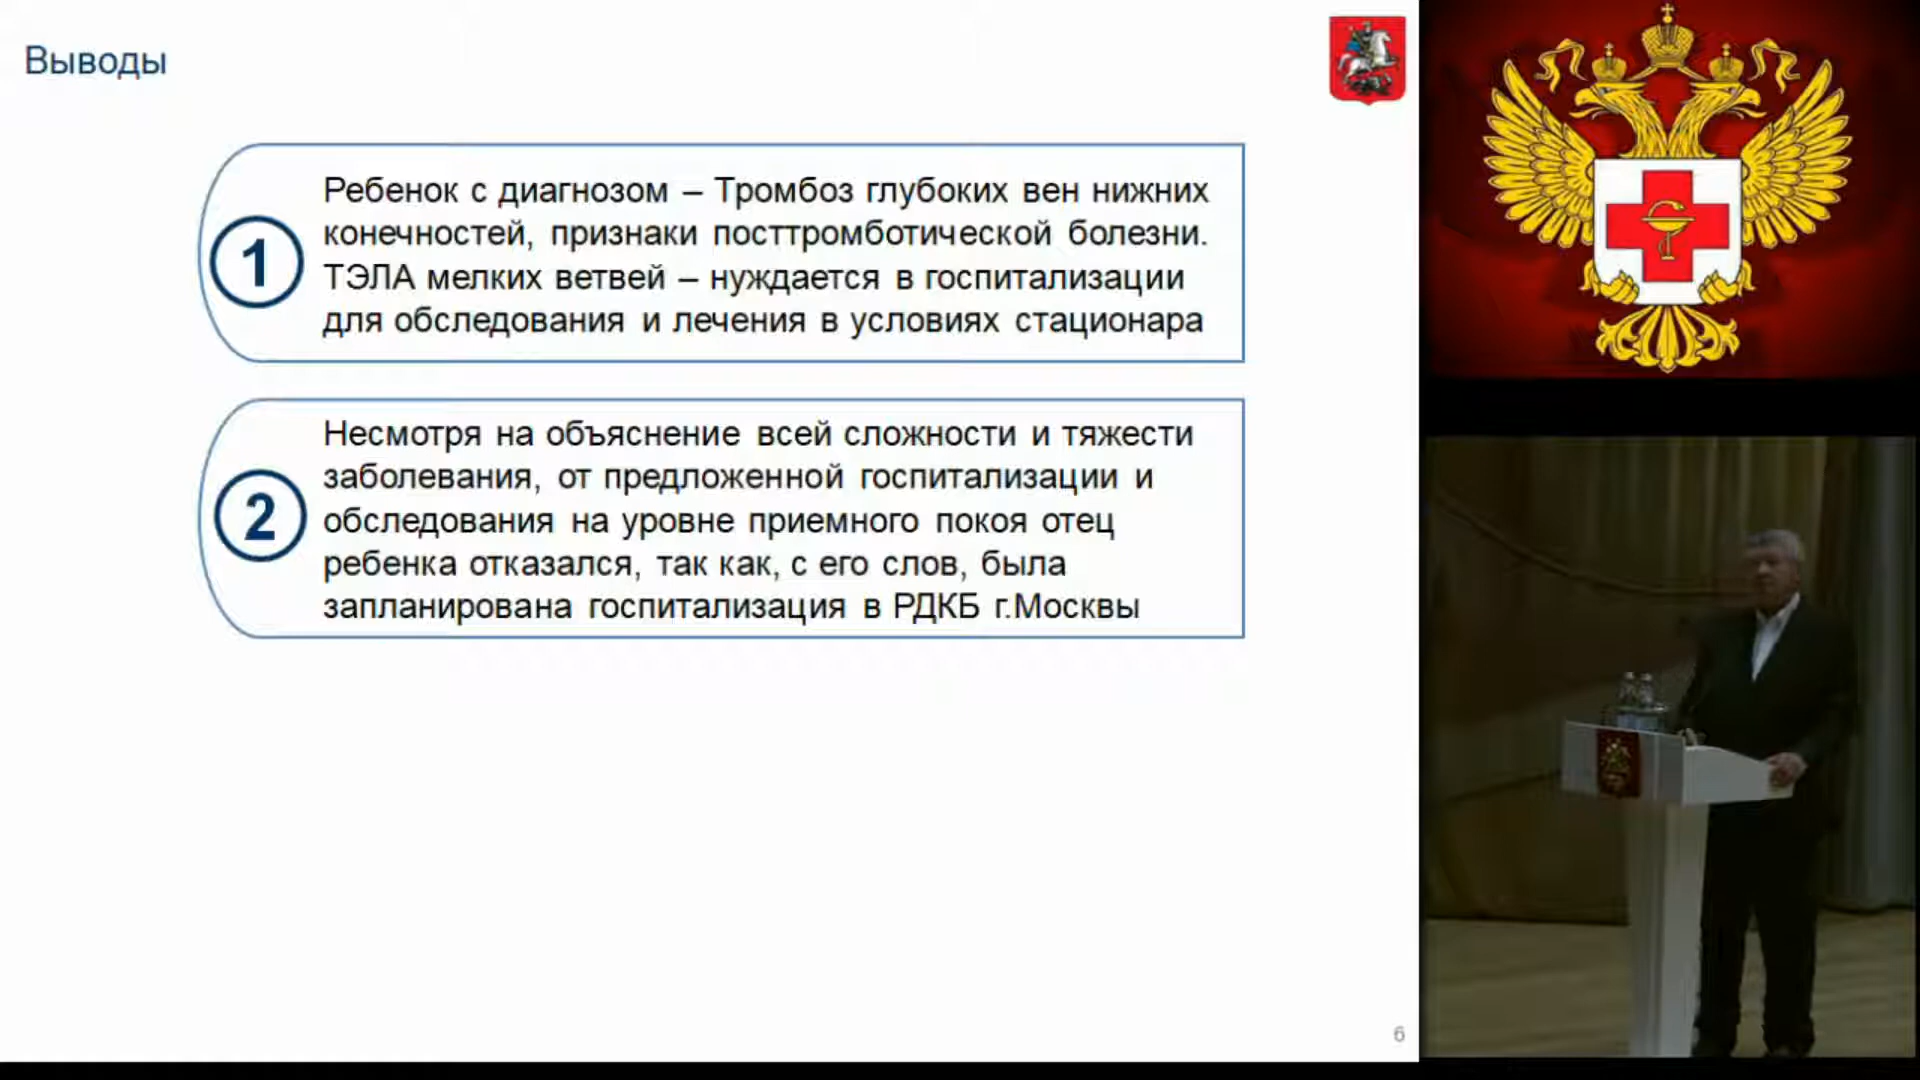 Выводы
1
Ребенок с диагнозом – Тромбоз глубоких вен нижних
конечностей, признаки посттромботической болезни.
ТЭЛА мелких ветвей – нуждается в госпитализации
для обследования и лечения в условиях стационара
2
Несмотря на объяснение всей сложности и тяжести
заболевания, от предложенной госпитализации и
обследования на уровне приемного покоя отец
ребенка отказался, так как, с его слов, была
запланирована госпитализация в РДКБ г.Москвы
6